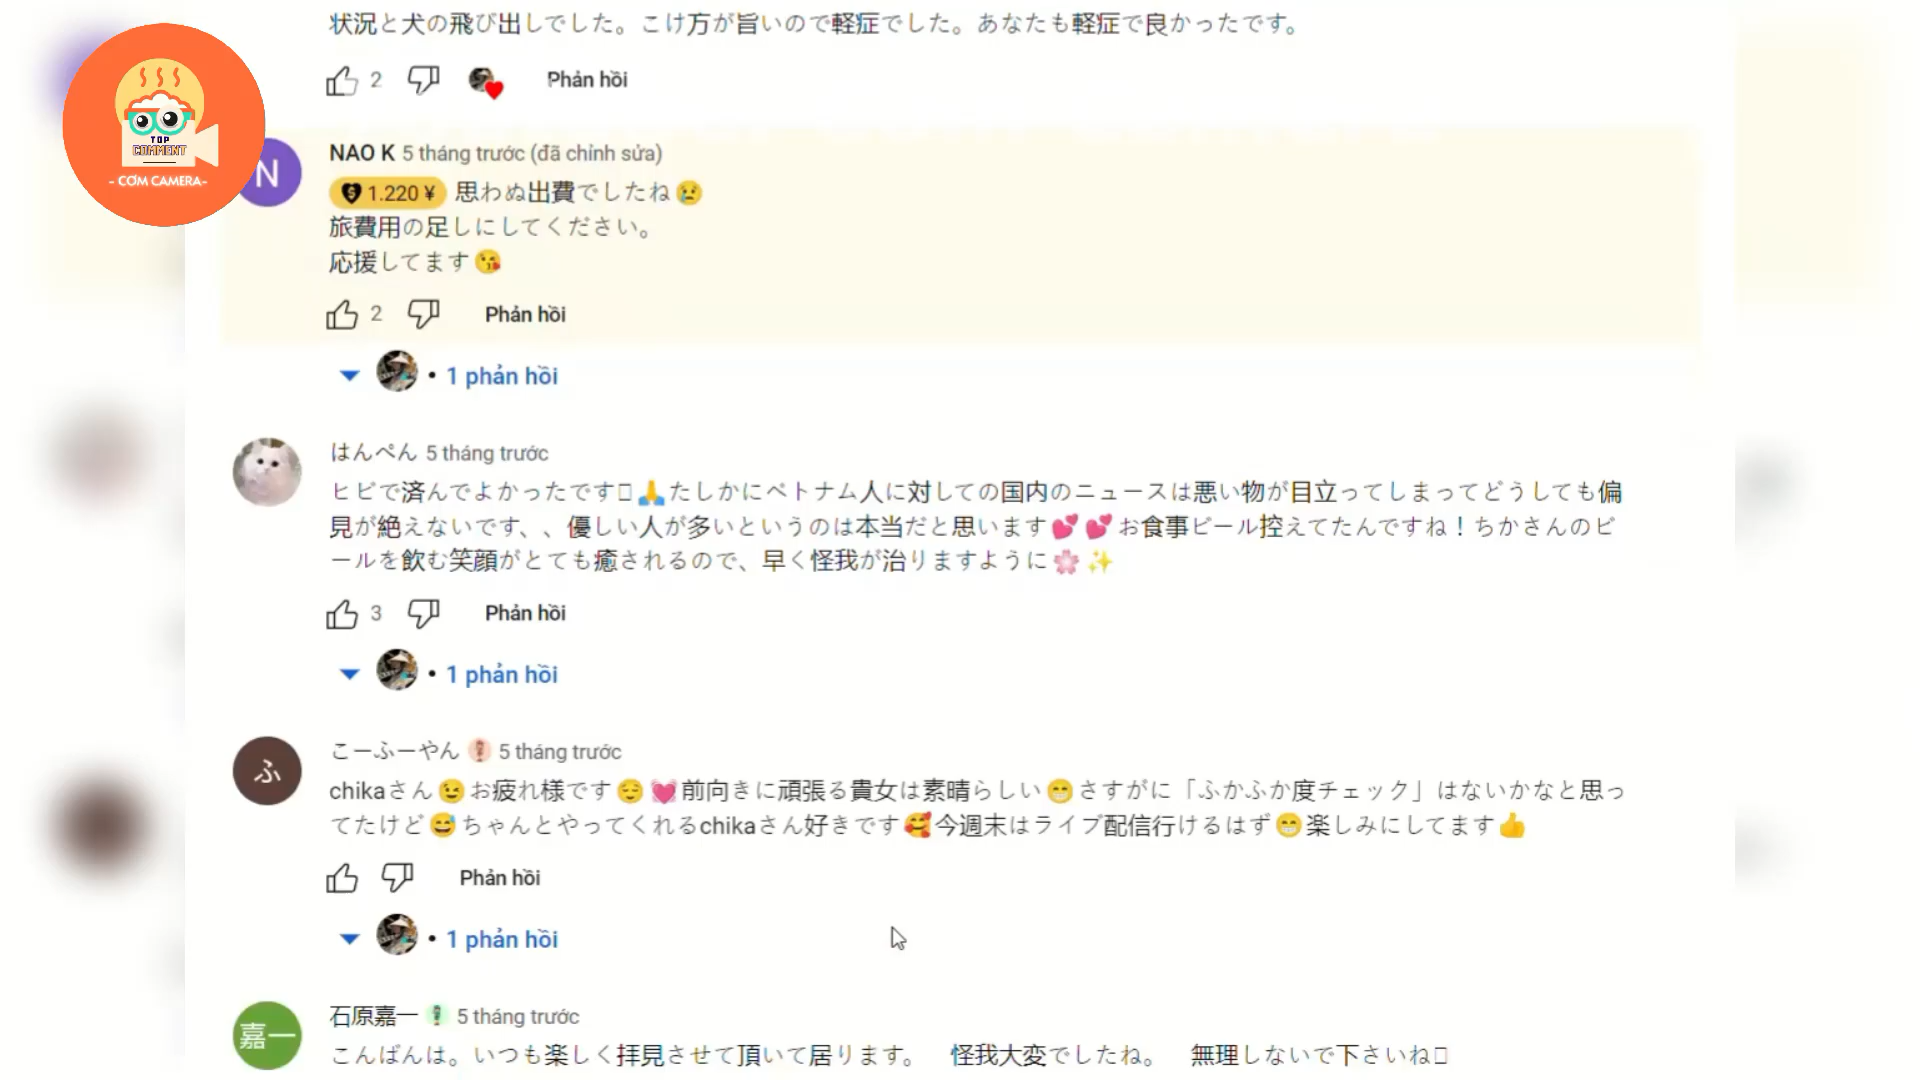 状況と犬の飛び出しでした。こけ方が旨いので軽症でした。あなたも軽症で良かったです。
2 Phản hồi
TOP
COMMENT
- CƠM CAMERA-
N
NAO K 5 tháng trước (đã chỉnh sửa)
1.220 ¥ 思わぬ出費でしたね😢
旅費用の足しにしてください。
応援してます😘
2 Phản hồi
• 1 phản hồi
はんぺん 5 tháng trước
ヒビで済んでよかったです🙏たしかにベトナム人に対しての国内のニュースは悪い物が目立ってしまってどうしても偏
見が絶えないです、、優しい人が多いというのは本当だと思います💕💕お食事ビール控えてたんですね！ちかさんのビ
ールを飲む笑顔がとても癒されるので、早く怪我が治りますように🌸✨
3 Phản hồi
• 1 phản hồi
ふ
こーふーやん 5 tháng trước
chikaさん😉お疲れ様です😌💓前向きに頑張る貴女は素晴らしい😁さすがに「ふかふか度チェック」はないかなと思っ
てたけど😅ちゃんとやってくれるchikaさん好きです🥰今週末はライブ配信行けるはず😁楽しみにしてます👍
Phản hồi
• 1 phản hồi
嘉一
石原嘉一 5 tháng trước
こんばんは。いつも楽しく拝見させて頂いて居ります。 怪我大変でしたね。 無理しないで下さいね